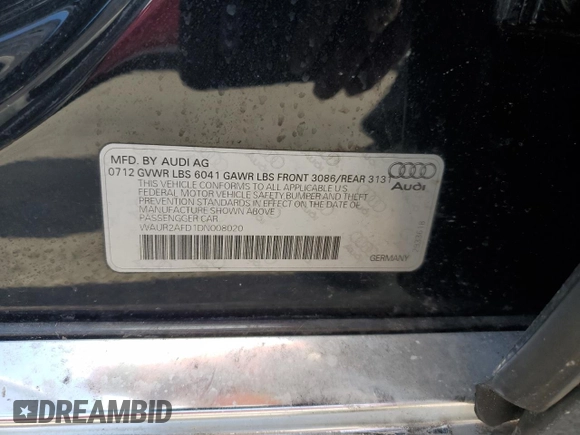 MFD. BY AUDI AG
0712 GVWR LBS 6041 GAWR LBS FRONT 3086/REAR 3131
THIS VEHICLE CONFORMS TO ALL APPLICABLE U.S.
FEDERAL MOTOR VEHICLE SAFETY BUMPER AND THEFT
PREVENTION STANDARDS IN EFFECT ON THE DATE OF
MANUFACTURE SHOWN ABOVE
PASSENGGER CAR
WAUR2AFD1DN008020
Audi
GERMANY
DREAMBID